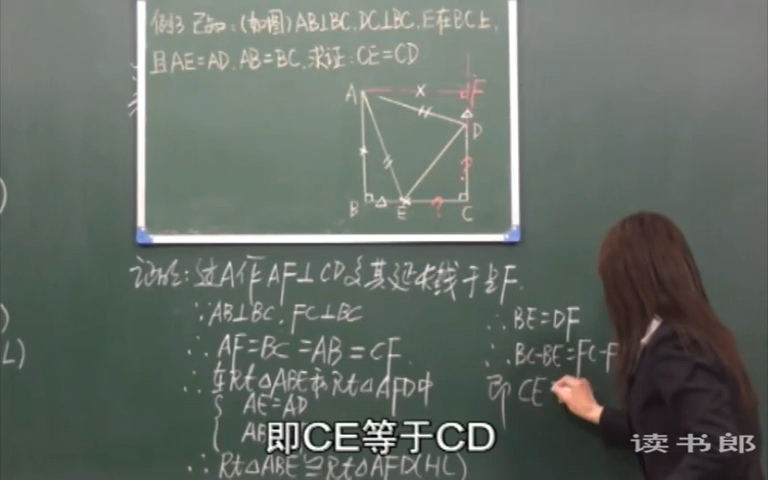 例3 已知:(如图)AB⊥BC,DC⊥BC,E在BC上,
且AE=AD,AB=BC,求证:CE=CD
A
F
D
B
E
C
?
?
证明:过A作AF⊥CD交其延长线于点F.
∵AB⊥BC,FC⊥BC
∴AF=BC=AB=CF
∴在Rt△ABE和Rt△AFD中
AE=AD
AB
∴Rt△ABE≌Rt△AFD(HL)
∴BE=DF
∴BC-BE=FC-F
即CE
L)
即CE等于CD
读书郎